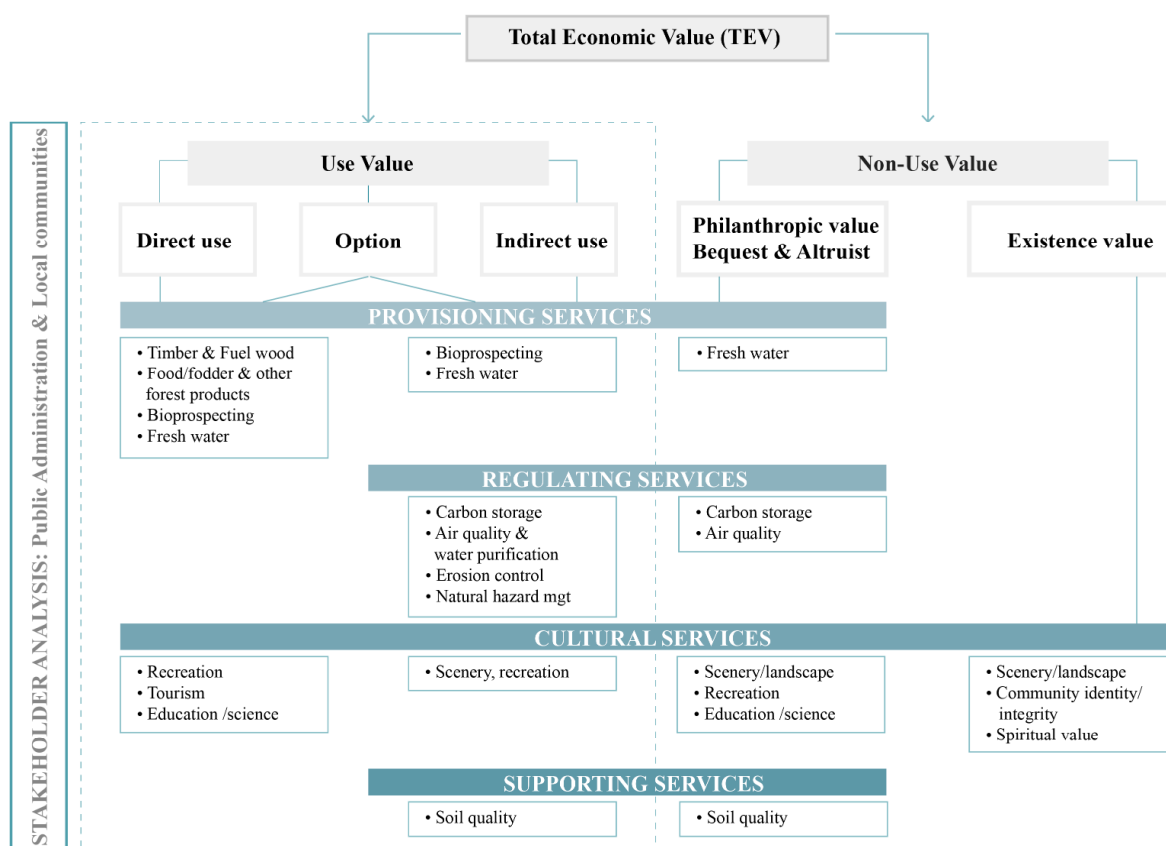 Total Economic Value (TEV)
STAKEHOLDER ANALYSIS: Public Administration & Local communities
Use Value
Non-Use Value
Direct use
Option
Indirect use
Philanthropic value
Bequest & Altruist
Existence value
PROVISIONING SERVICES
• Timber & Fuel wood
• Food/fodder & other
forest products
• Bioprospecting
• Fresh water
• Bioprospecting
• Fresh water
• Fresh water
REGULATING SERVICES
• Carbon storage
• Air quality &
water purification
• Erosion control
• Natural hazard mgt
• Carbon storage
• Air quality
CULTURAL SERVICES
• Recreation
• Tourism
• Education /science
• Scenery, recreation
• Scenery/landscape
• Recreation
• Education /science
• Scenery/landscape
• Community identity/
integrity
• Spiritual value
SUPPORTING SERVICES
• Soil quality
• Soil quality